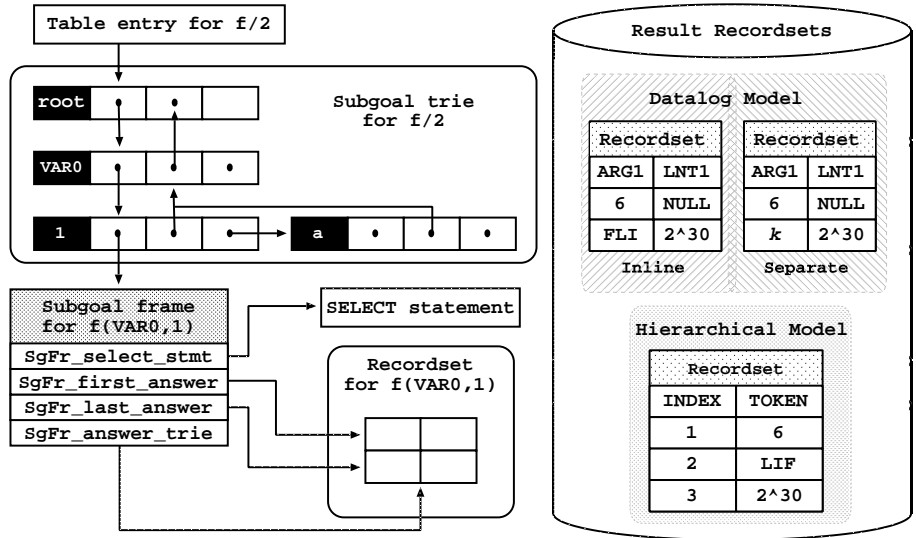 Table entry for f/2
root
Subgoal trie
for f/2
VAR0
1
a
Subgoal frame
for f(VAR0,1)
SgFr_select_stmt
SgFr_first_answer
SgFr_last_answer
SgFr_answer_trie
SELECT statement
Recordset
for f(VAR0,1)
Result Recordsets
Datalog Model
Recordset
ARG1 LNT1
6 NULL
FLI 2^30
Inline
Recordset
ARG1 LNT1
6 NULL
k 2^30
Separate
Hierarchical Model
Recordset
INDEX TOKEN
1 6
2 LIF
3 2^30